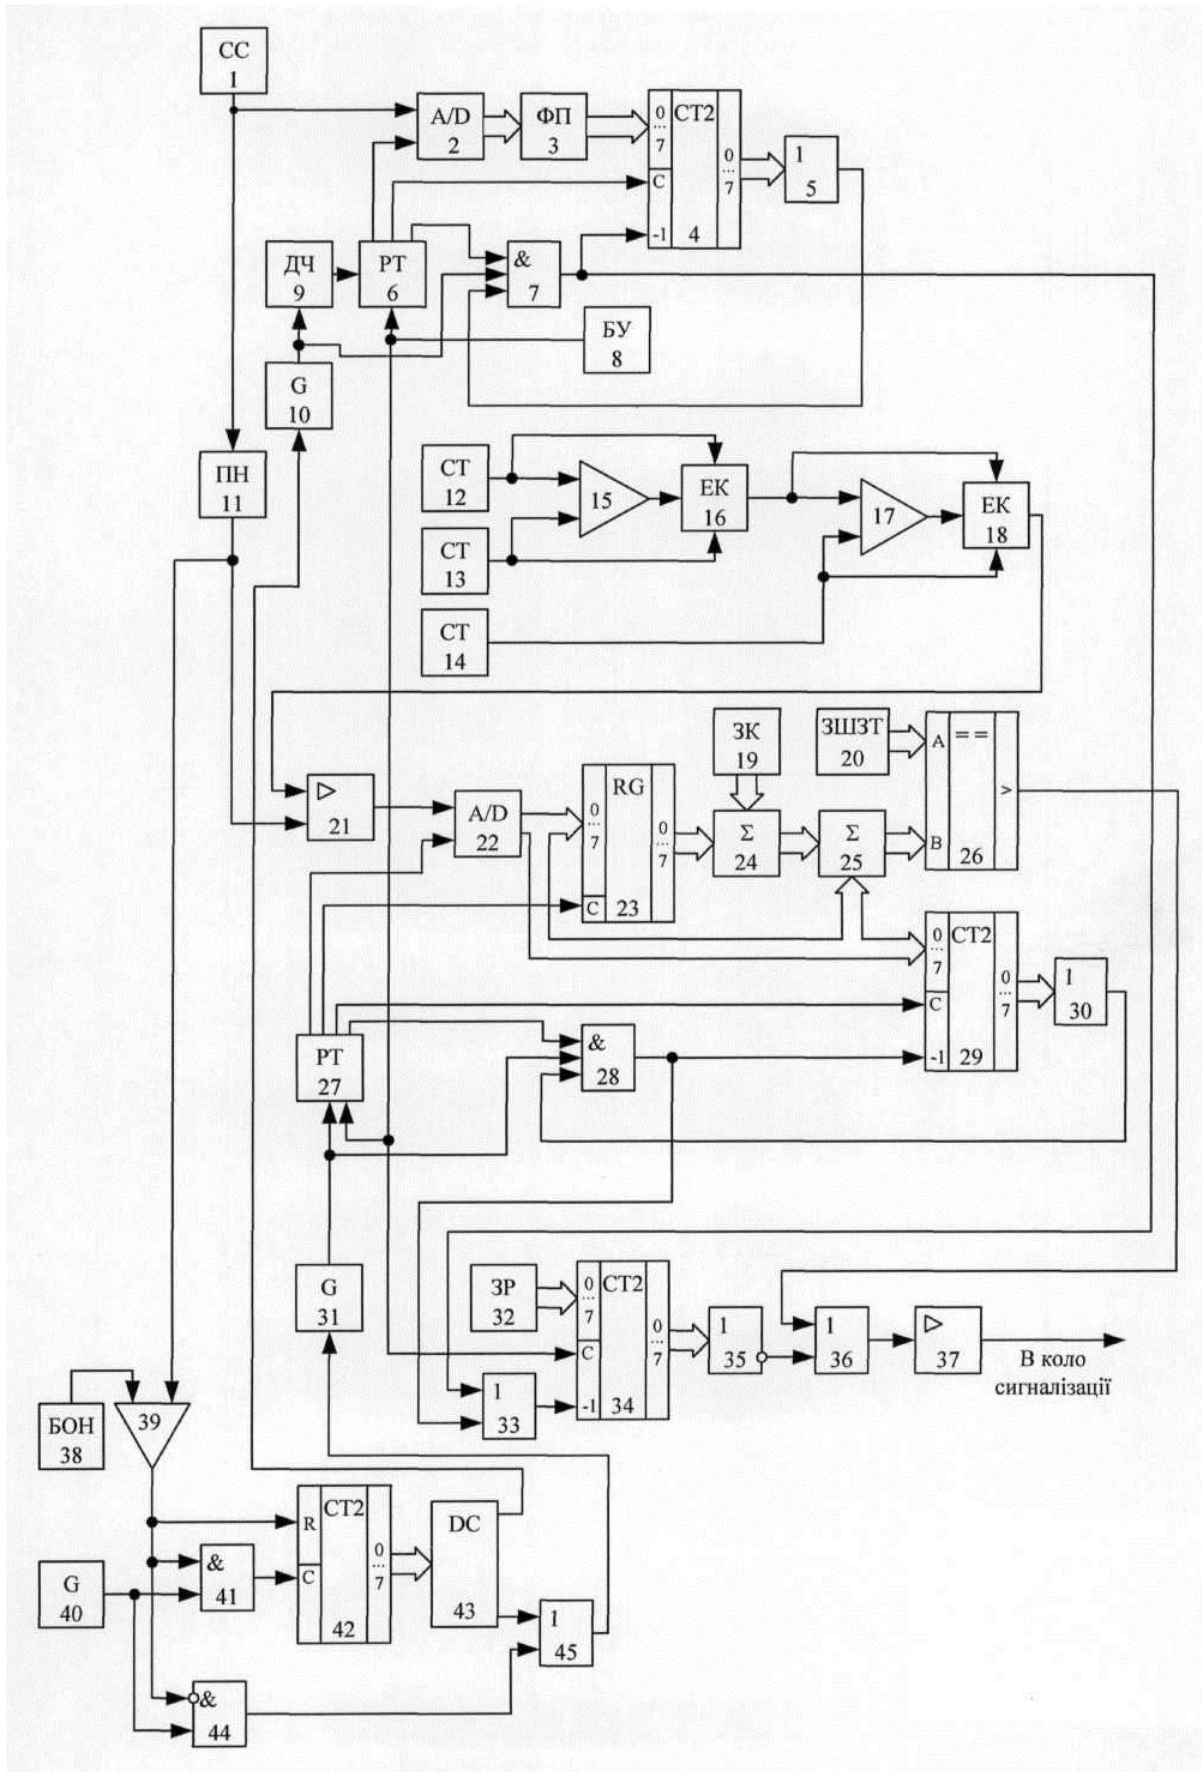 СС
1
A/D
2
ФП
3
0
...
7
C
-1
СТ2
4
0
...
7
1
5
ДЧ
9
РТ
6
&
7
БУ
8
G
10
ПН
11
СТ
12
СТ
13
СТ
14
15
ЕК
16
17
ЕК
18
ЗК
19
ЗШЗТ
20
A
B
==
26
>
▷
21
A/D
22
0
...
7
C
RG
23
0
...
7
Σ
24
Σ
25
0
...
7
C
-1
СТ2
29
0
...
7
1
30
РТ
27
&
28
G
31
ЗР
32
0
...
7
C
-1
СТ2
34
0
...
7
1
33
1
35
1
36
▷
37
В коло
сигналізації
БОН
38
39
G
40
&
41
R
C
СТ2
42
0
...
7
DC
43
&
44
1
45